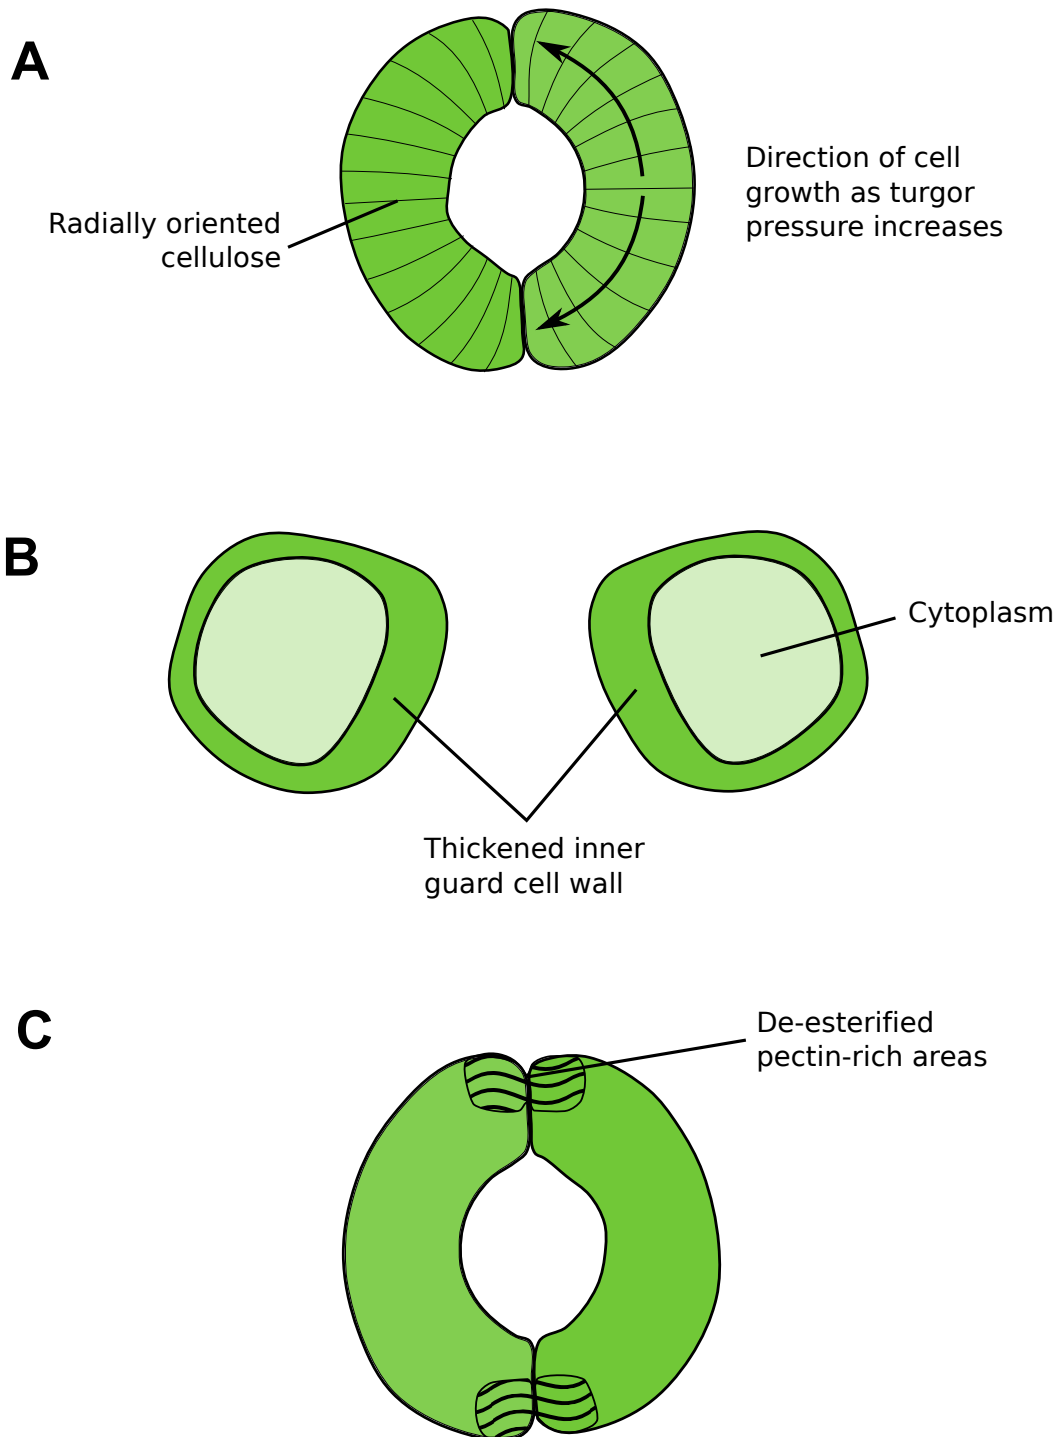 A
Radially oriented
cellulose
Direction of cell
growth as turgor
pressure increases
B
Cytoplasm
Thickened inner
guard cell wall
C
De-esterified
pectin-rich areas